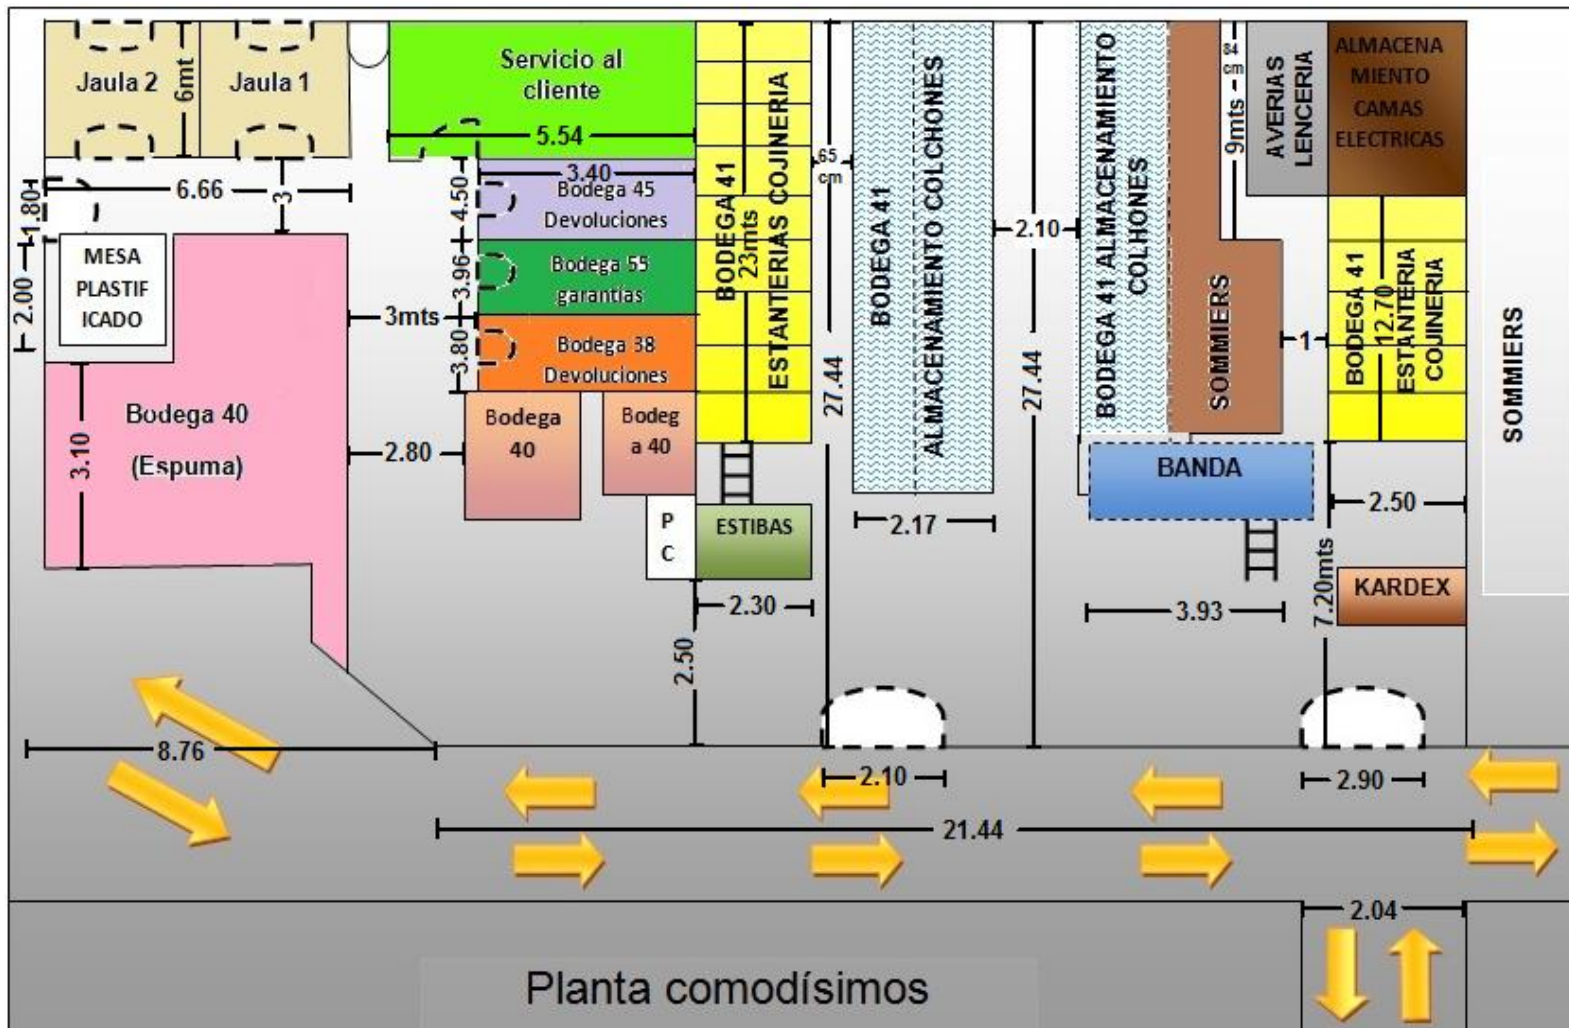 Jaula 2
6mt
Jaula 1
Servicio al
cliente
5.54
3.40
6.66
3
1.80
2.00
MESA
PLASTIF
ICADO
4.50
3.96
3.80
Bodega 45
Devoluciones
Bodega 55
garantías
Bodega 38
Devoluciones
3mts
Bodega 40
(Espuma)
3.10
2.80
Bodega
40
Bodeg
a 40
P
C
ESTIBAS
2.30
2.50
BODEGA 41
23mts
ESTANTERIAS COJINERIA
65
cm
27.44
BODEGA 41
ALMACENAMIENTO COLCHONES
2.17
2.10
27.44
BODEGA 41 ALMACENAMIENTO
COLHONES
SOMMIERS
84
cm
9mts
AVERIAS
LENCERIA
ALMACENA
MIENTO
CAMAS
ELECTRICAS
1
BODEGA 41
12.70
ESTANTERIA
COJINERIA
BANDA
2.50
3.93
7.20mts
KARDEX
SOMMIERS
8.76
2.10
2.90
21.44
2.04
Planta comodísimos